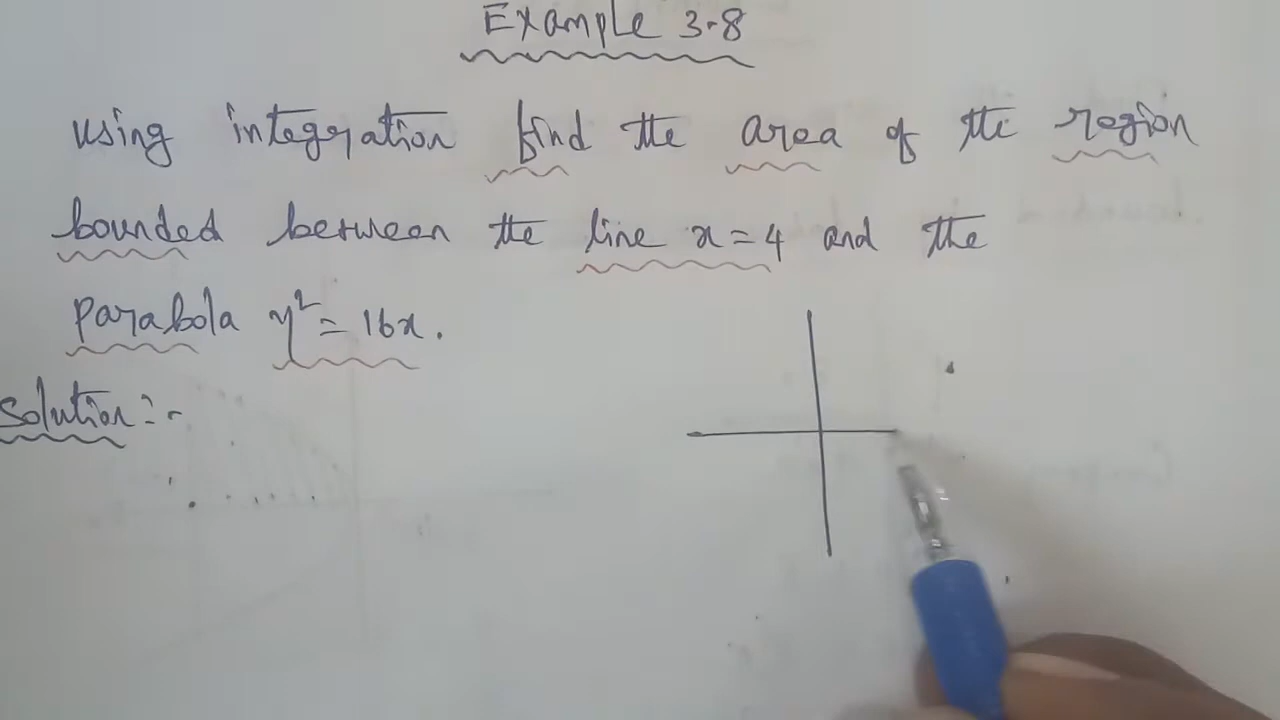 Example 3.8
using integration find the area of the region
bounded between the line x=4 and the
parabola y²=16x.
Solution:-